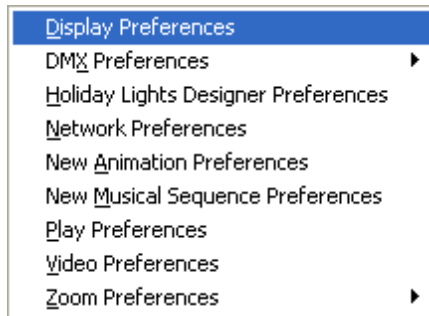 Display Preferences
DMX Preferences
Holiday Lights Designer Preferences
Network Preferences
New Animation Preferences
New Musical Sequence Preferences
Play Preferences
Video Preferences
Zoom Preferences